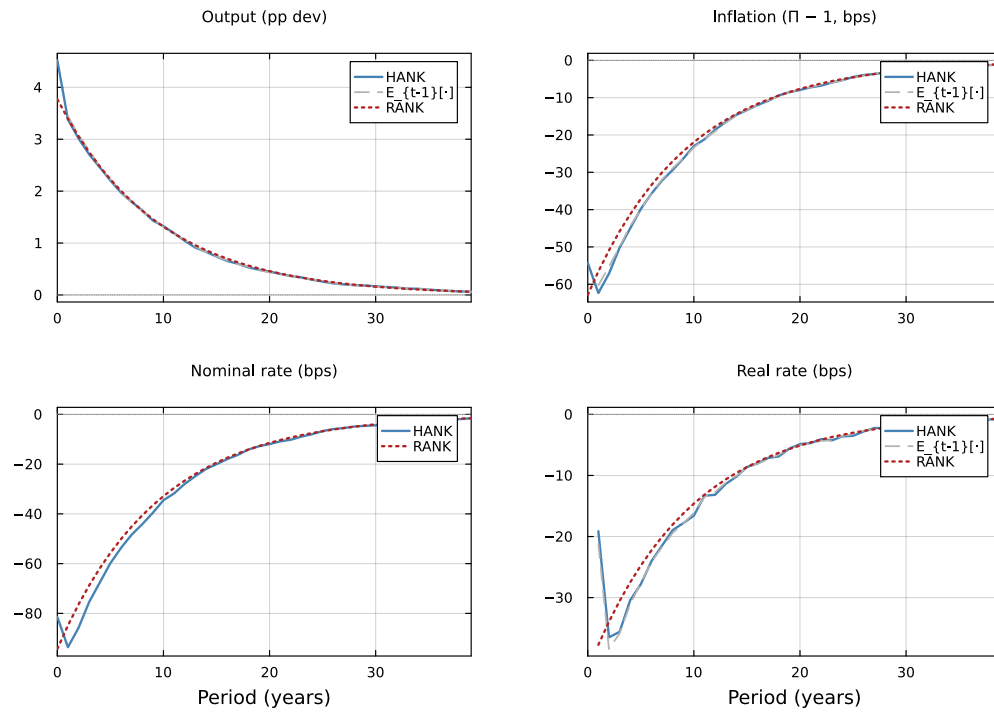 Output (pp dev)
4
3
2
1
0
0
10
20
30
HANK
E_{t-1}[·]
RANK
Inflation (Π − 1, bps)
0
−10
−20
−30
−40
−50
−60
0
10
20
30
HANK
E_{t-1}[·]
RANK
Nominal rate (bps)
0
−20
−40
−60
−80
0
10
20
30
Period (years)
HANK
RANK
Real rate (bps)
0
−10
−20
−30
0
10
20
30
Period (years)
HANK
E_{t-1}[·]
RANK